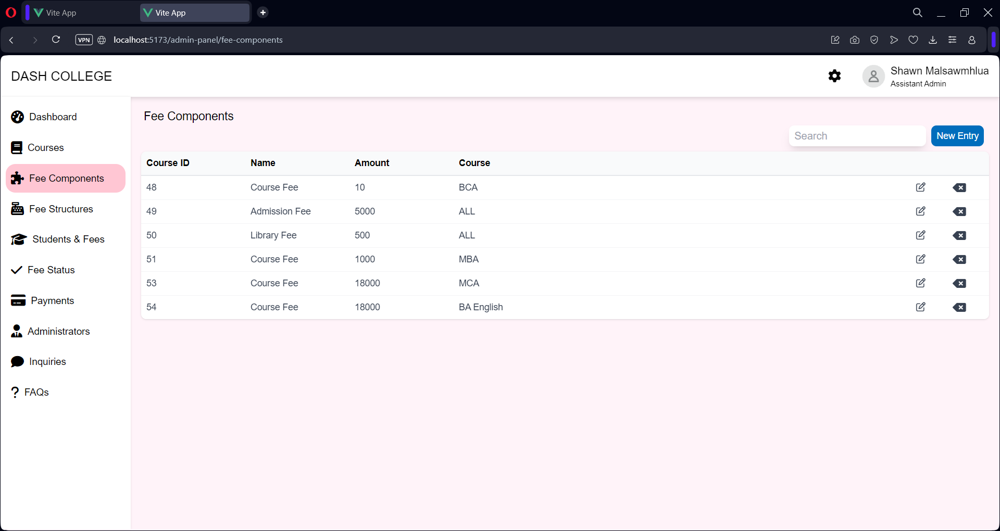 Vite App
Vite App
VPN
localhost:5173/admin-panel/fee-components
DASH COLLEGE
Shawn Malsawmhlua
Assistant Admin
Dashboard
Courses
Fee Components
Fee Structures
Students & Fees
Fee Status
Payments
Administrators
Inquiries
FAQs
Fee Components
Search
New Entry
Course ID Name Amount Course
48 Course Fee 10 BCA
49 Admission Fee 5000 ALL
50 Library Fee 500 ALL
51 Course Fee 1000 MBA
53 Course Fee 18000 MCA
54 Course Fee 18000 BA English